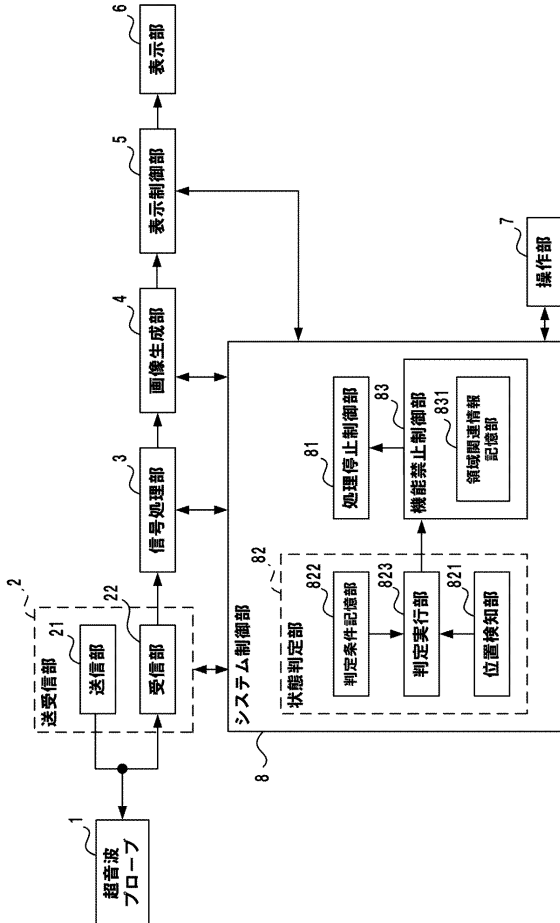 1
超音波
プローブ
2
送受信部
21
送信部
22
受信部
3
信号処理部
4
画像生成部
5
表示制御部
6
表示部
8
システム制御部
82
状態判定部
822
判定条件記憶部
823
判定実行部
821
位置検知部
81
処理停止制御部
83
機能禁止制御部
831
領域関連情報
記憶部
7
操作部